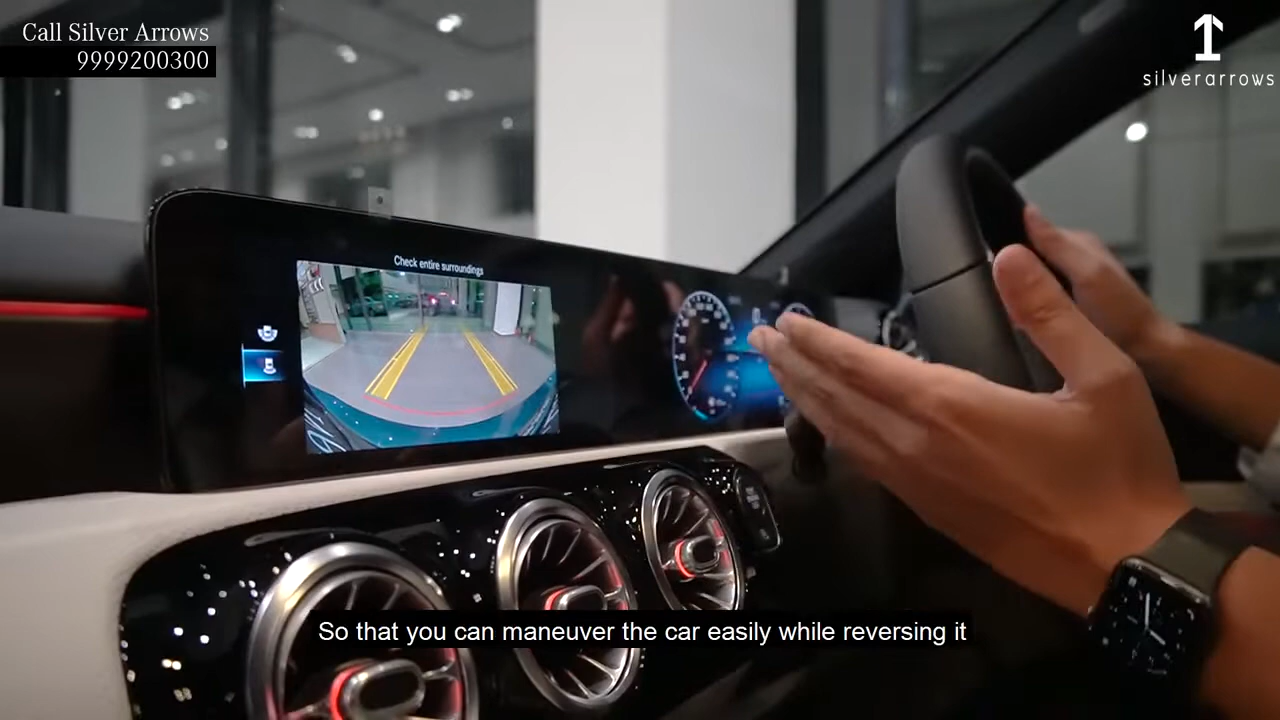 Call Silver Arrows
9999200300
silverarrows
Check entire surroundings
So that you can maneuver the car easily while reversing it